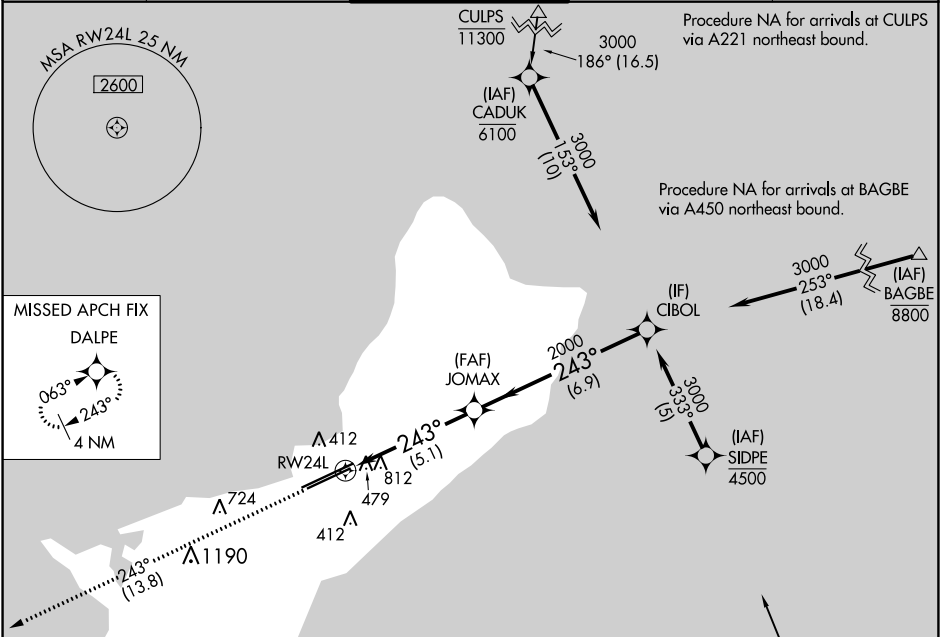 MSA RW24L 25 NM
2600
CULPS
11300
3000
186° (16.5)
(IAF)
CADUK
6100
3000
153°
(10)
Procedure NA for arrivals at CULPS
via A221 northeast bound.
Procedure NA for arrivals at BAGBE
via A450 northeast bound.
3000
253°
(18.4)
(IAF)
BAGBE
8800
(IF)
CIBOL
2000
243°
(6.9)
3000
333°
(5)
(IAF)
SIDPE
4500
(FAF)
JOMAX
243°
(5.1)
MISSED APCH FIX
DALPE
063°
243°
4 NM
412
RW24L
812
479
724
412
1190
243°
(13.8)